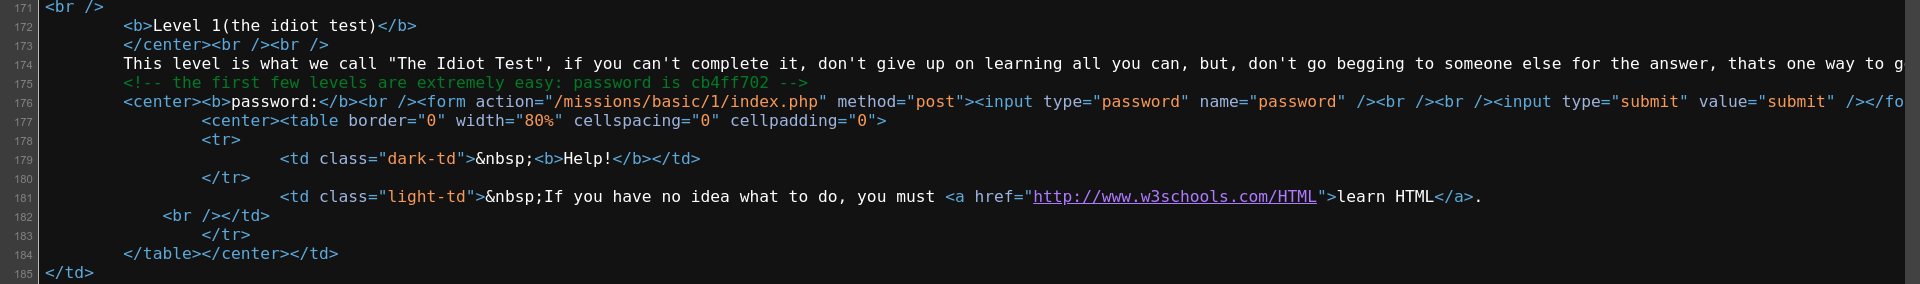 171 <br />
172 <b>Level 1(the idiot test)</b>
173 </center><br /><br />
174 This level is what we call "The Idiot Test", if you can't complete it, don't give up on learning all you can, but, don't go begging to someone else for the answer, thats one way to
175 <!-- the first few levels are extremely easy: password is cb4ff702 -->
176 <center><b>password:</b><br /><form action="/missions/basic/1/index.php" method="post"><input type="password" name="password" /><br /><br /><input type="submit" value="submit" /></fo
177 <center><table border="0" width="80%" cellspacing="0" cellpadding="0">
178 <tr>
179 <td class="dark-td">&nbsp;<b>Help!</b></td>
180 </tr>
181 <td class="light-td">&nbsp;If you have no idea what to do, you must <a href="http://www.w3schools.com/HTML">learn HTML</a>.
182 <br /></td>
183 </tr>
184 </table></center></td>
185 </td>